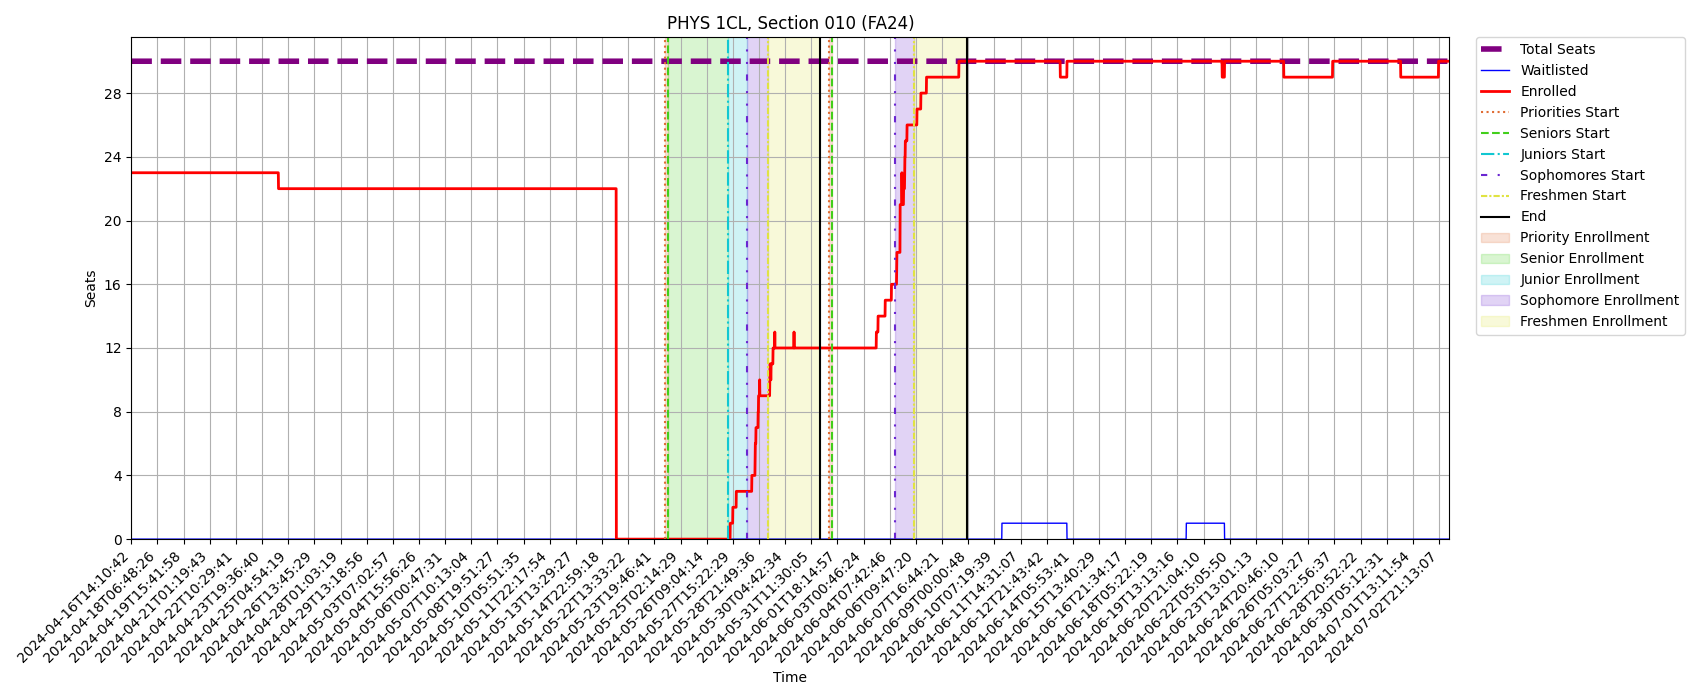 PHYS 1CL, Section 010 (FA24)
Seats
28
24
20
16
12
8
4
0
2024-04-16T14:10:42
2024-04-18T06:48:26
2024-04-19T15:41:58
2024-04-21T01:19:43
2024-04-22T10:29:41
2024-04-23T19:36:40
2024-04-25T04:54:19
2024-04-26T13:45:29
2024-04-28T01:03:19
2024-04-29T13:18:56
2024-05-03T07:02:57
2024-05-04T15:56:26
2024-05-06T00:47:31
2024-05-07T10:13:04
2024-05-08T19:51:27
2024-05-10T05:51:35
2024-05-11T22:17:54
2024-05-13T13:29:27
2024-05-14T22:59:18
2024-05-22T13:33:22
2024-05-23T19:46:41
2024-05-25T02:14:29
2024-05-26T09:04:14
2024-05-27T15:22:29
2024-05-28T21:49:36
2024-05-30T04:42:34
2024-05-31T11:30:05
2024-06-01T18:14:57
2024-06-03T00:46:24
2024-06-04T07:42:46
2024-06-06T09:47:20
2024-06-07T16:44:21
2024-06-09T00:00:48
2024-06-10T07:19:39
2024-06-11T14:31:07
2024-06-12T21:43:42
2024-06-14T05:53:41
2024-06-15T13:40:29
2024-06-16T21:34:17
2024-06-18T05:22:19
2024-06-19T13:13:16
2024-06-20T21:04:10
2024-06-22T05:05:50
2024-06-23T13:01:13
2024-06-24T20:46:10
2024-06-26T05:03:27
2024-06-27T12:56:37
2024-06-28T20:52:22
2024-06-30T05:12:31
2024-07-01T13:11:54
2024-07-02T21:13:07
Time
Total Seats
Waitlisted
Enrolled
Priorities Start
Seniors Start
Juniors Start
Sophomores Start
Freshmen Start
End
Priority Enrollment
Senior Enrollment
Junior Enrollment
Sophomore Enrollment
Freshmen Enrollment